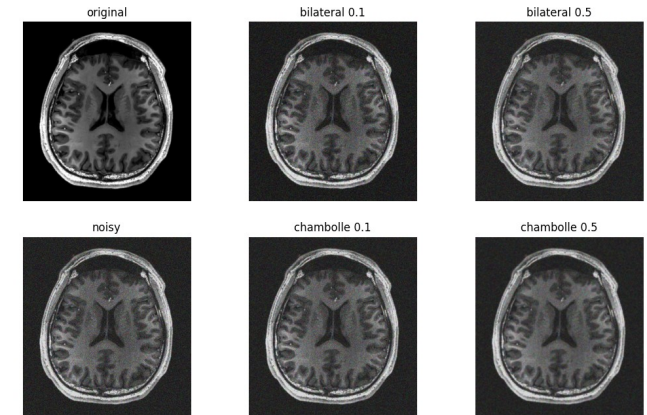 original
bilateral 0.1
bilateral 0.5
noisy
chambolle 0.1
chambolle 0.5